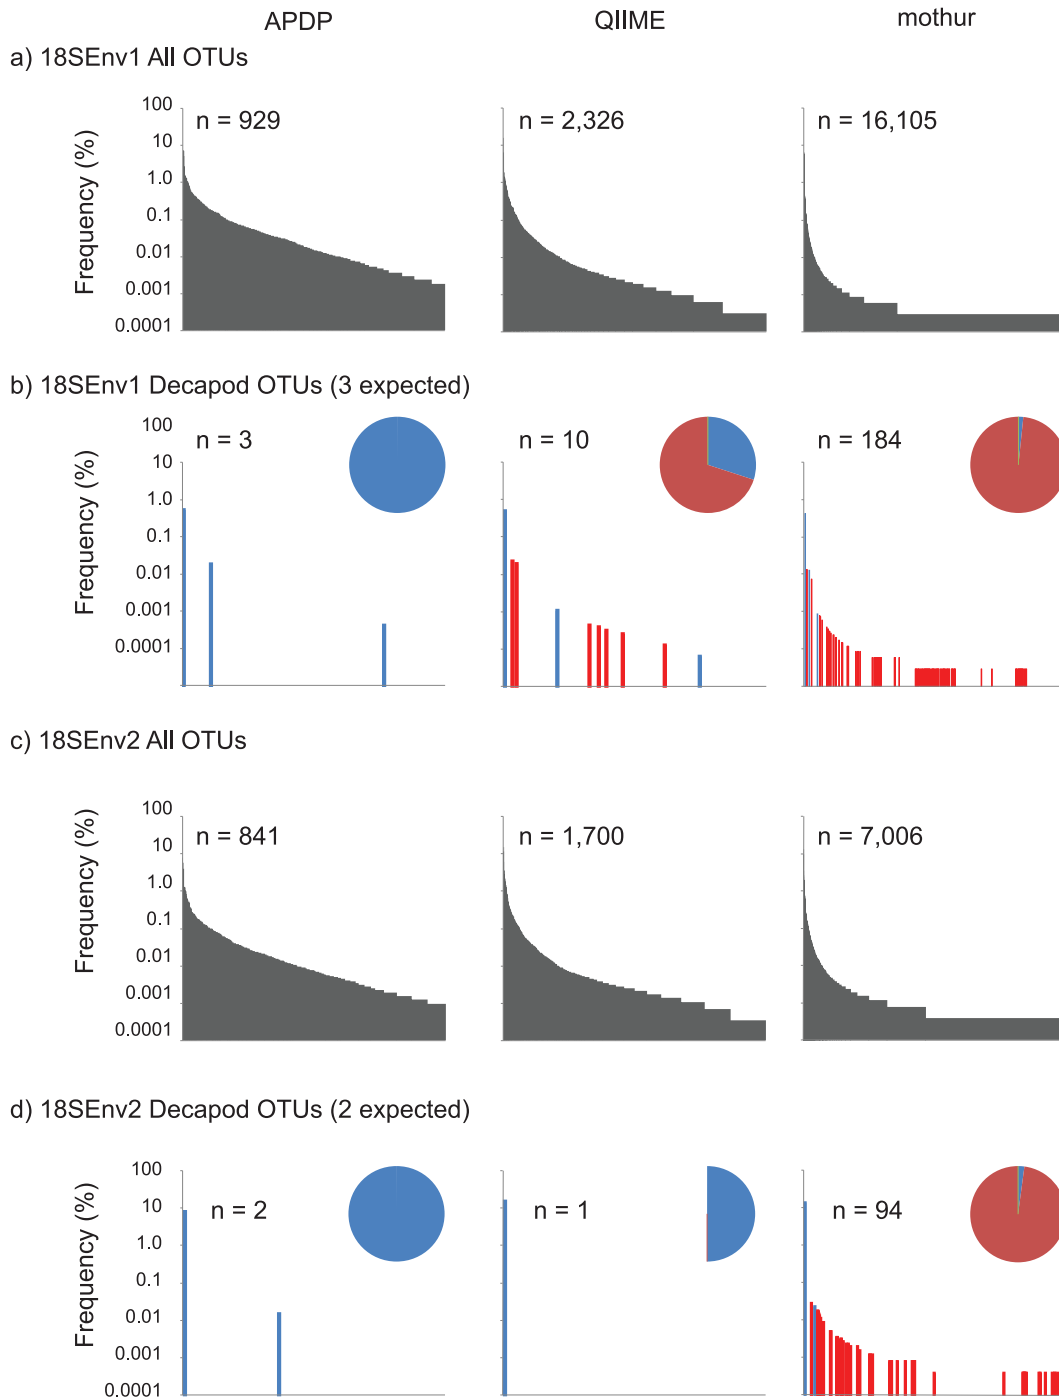 APDP QIIME mothur
a) 18SEnv1 All OTUs
Frequency (%)
100
10
1.0
0.1
0.01
0.001
0.0001
n = 929
n = 2,326
n = 16,105
b) 18SEnv1 Decapod OTUs (3 expected)
Frequency (%)
100
10
1.0
0.1
0.01
0.001
0.0001
n = 3
n = 10
n = 184
c) 18SEnv2 All OTUs
Frequency (%)
100
10
1.0
0.1
0.01
0.001
0.0001
n = 841
n = 1,700
n = 7,006
d) 18SEnv2 Decapod OTUs (2 expected)
Frequency (%)
100
10
1.0
0.1
0.01
0.001
0.0001
n = 2
n = 1
n = 94